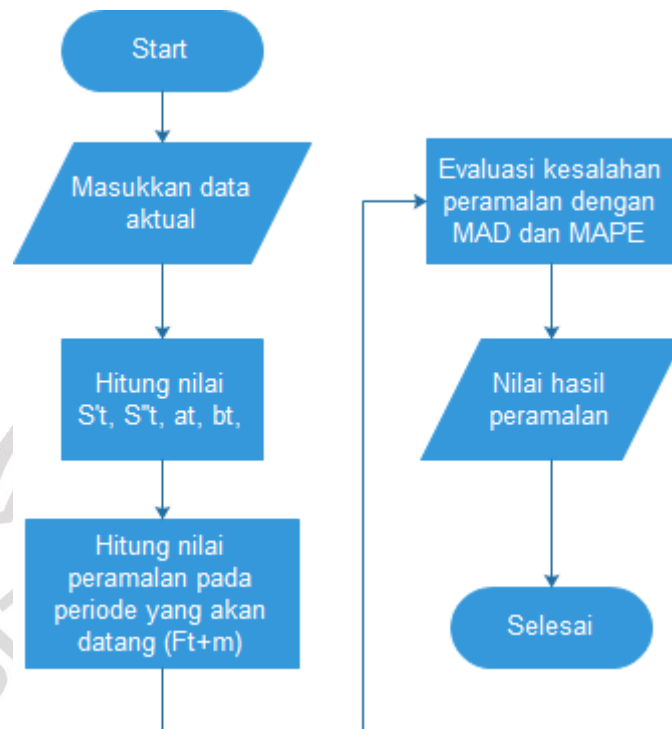 Start
Masukkan data
aktual
Hitung nilai
S't, S"t, at, bt,
Hitung nilai
peramalan pada
periode yang akan
datang (Ft+m)
Evaluasi kesalahan
peramalan dengan
MAD dan MAPE
Nilai hasil
peramalan
Selesai